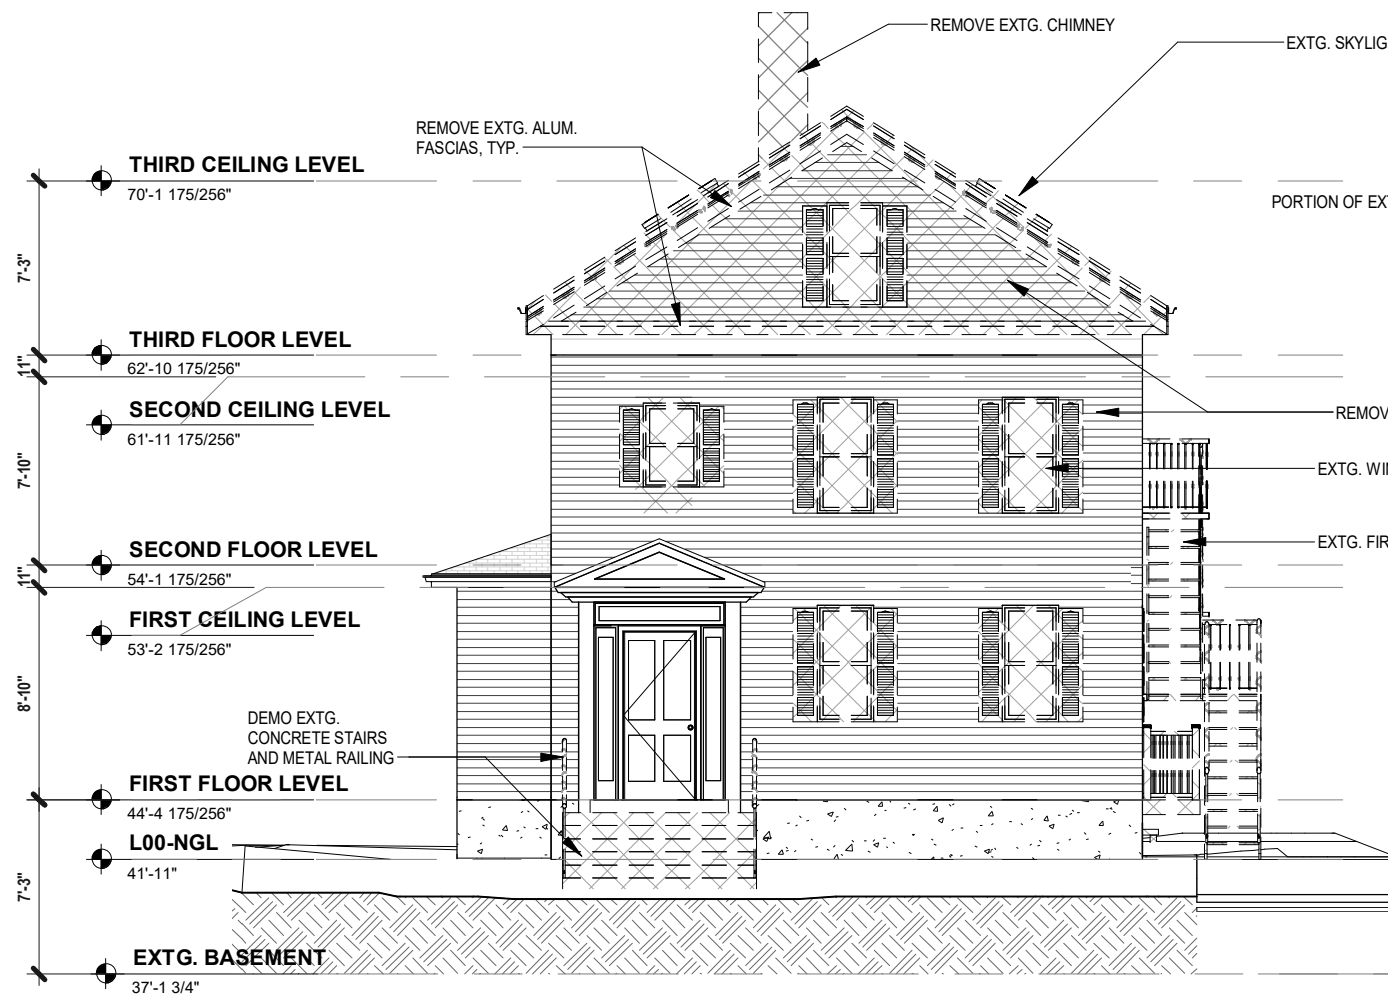 REMOVE EXTG. CHIMNEY
EXTG. SKYLIG
REMOVE EXTG. ALUM.
FASCIAS, TYP.
THIRD CEILING LEVEL
70'-1 175/256"
PORTION OF EX
7'-3"
THIRD FLOOR LEVEL
62'-10 175/256"
11"
SECOND CEILING LEVEL
61'-11 175/256"
REMOV
7'-10"
EXTG. WI
EXTG. FIR
SECOND FLOOR LEVEL
54'-1 175/256"
11"
FIRST CEILING LEVEL
53'-2 175/256"
8'-10"
DEMO EXTG.
CONCRETE STAIRS
AND METAL RAILING
FIRST FLOOR LEVEL
44'-4 175/256"
L00-NGL
41'-11"
7'-3"
EXTG. BASEMENT
37'-1 3/4"